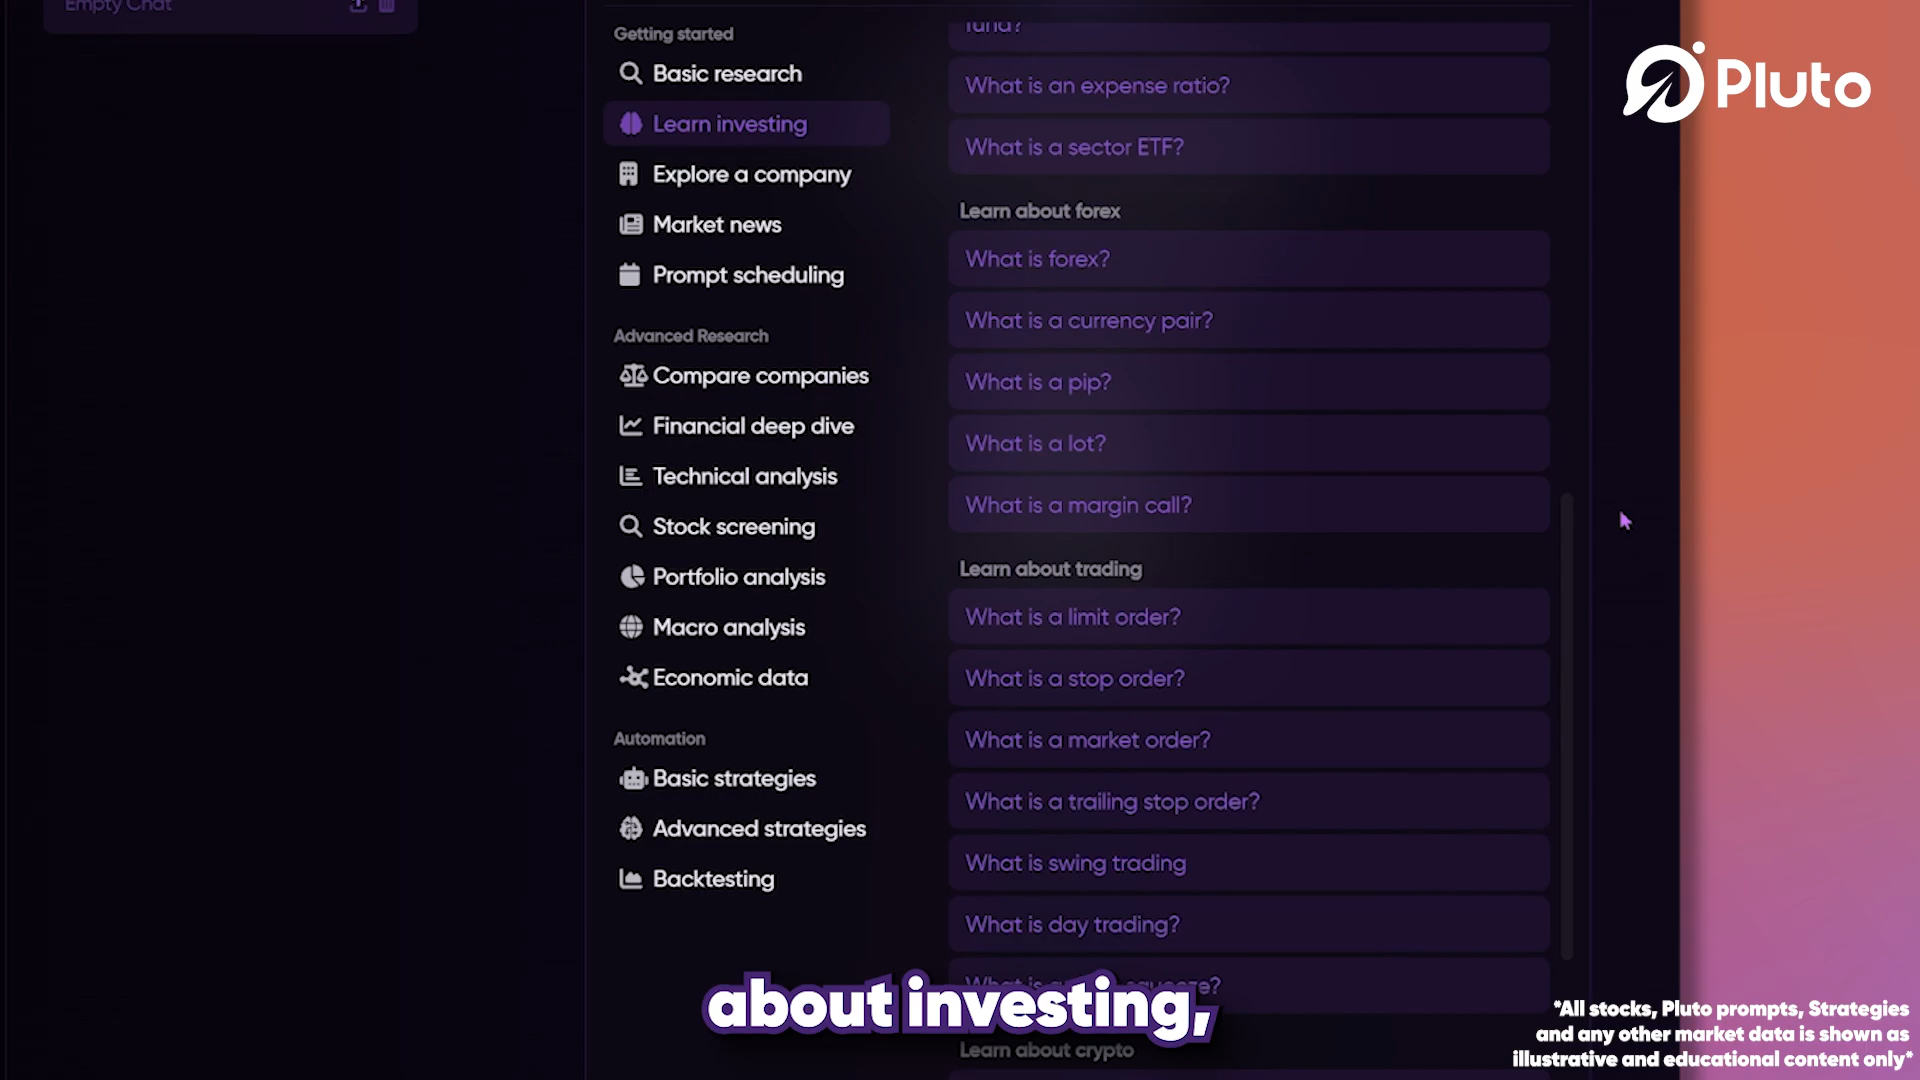 Empty Chat
Getting started
Basic research
Learn investing
Explore a company
Market news
Prompt scheduling
Advanced Research
Compare companies
Financial deep dive
Technical analysis
Stock screening
Portfolio analysis
Macro analysis
Economic data
Automation
Basic strategies
Advanced strategies
Backtesting
fund?
What is an expense ratio?
What is a sector ETF?
Learn about forex
What is forex?
What is a currency pair?
What is a pip?
What is a lot?
What is a margin call?
Learn about trading
What is a limit order?
What is a stop order?
What is a market order?
What is a trailing stop order?
What is swing trading
What is day trading?
Learn about crypto
about investing,
Pluto
*All stocks, Pluto prompts, Strategies
and any other market data is shown as
illustrative and educational content only*